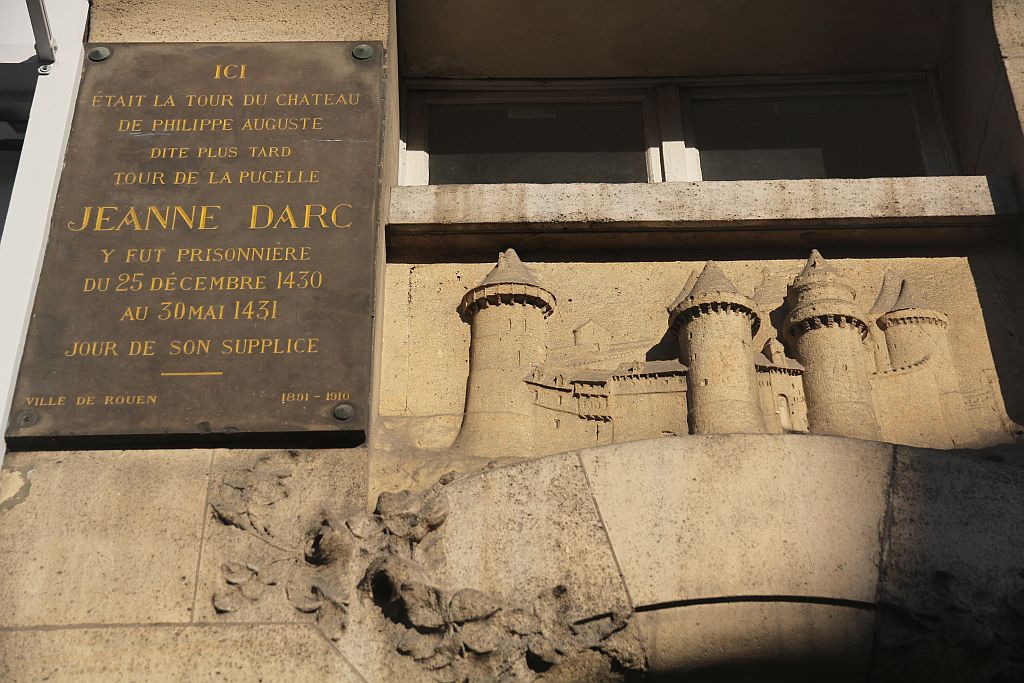 ICI
ÉTAIT LA TOUR DU CHATEAU
DE PHILIPPE AUGUSTE
DITE PLUS TARD
TOUR DE LA PUCELLE
JEANNE DARC
Y FUT PRISONNIÈRE
DU 25 DÉCEMBRE 1430
AU 30 MAI 1431
JOUR DE SON SUPPLICE
VILLE DE ROUEN 1891-1910